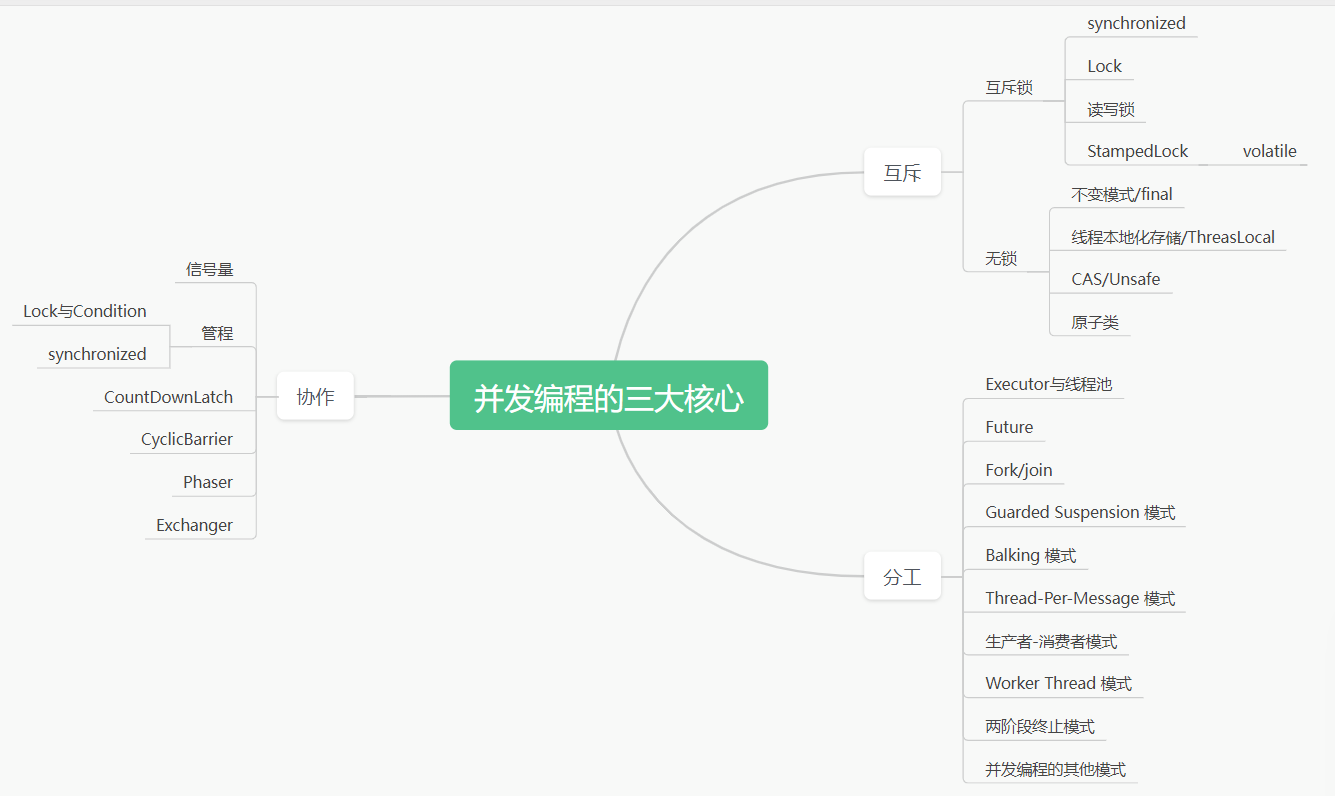 并发编程的三大核心
互斥
互斥锁
synchronized
Lock
读写锁
StampedLock
volatile
无锁
不变模式/final
线程本地化存储/ThreasLocal
CAS/Unsafe
原子类
分工
Executor与线程池
Future
Fork/join
Guarded Suspension 模式
Balking 模式
Thread-Per-Message 模式
生产者-消费者模式
Worker Thread 模式
两阶段终止模式
并发编程的其他模式
协作
信号量
管程
Lock与Condition
synchronized
CountDownLatch
CyclicBarrier
Phaser
Exchanger